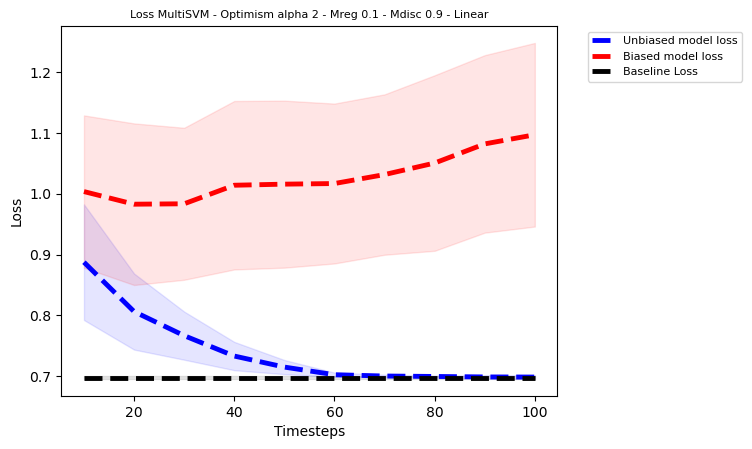 Loss MultiSVM - Optimism alpha 2 - Mreg 0.1 - Mdisc 0.9 - Linear
Unbiased model loss
Biased model loss
Baseline Loss
1.2
1.1
1.0
0.9
0.8
0.7
Loss
20
40
60
80
100
Timesteps